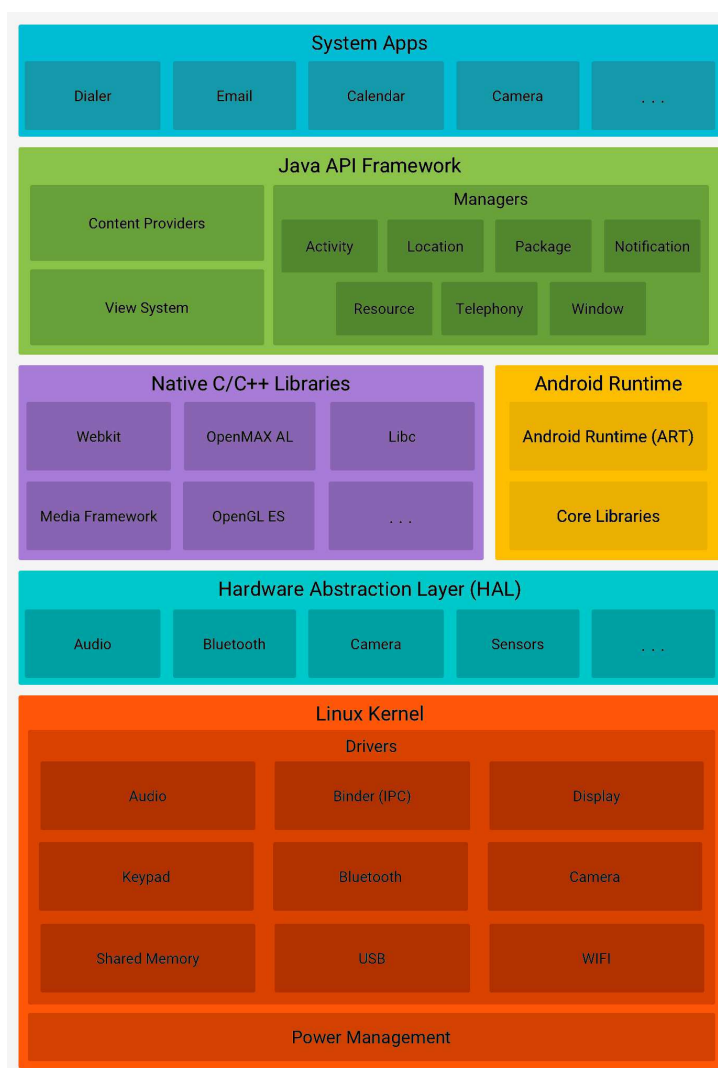 System Apps
Dialer
Email
Calendar
Camera
. . .
Java API Framework
Content Providers
View System
Managers
Activity
Location
Package
Notification
Resource
Telephony
Window
Native C/C++ Libraries
Webkit
OpenMAX AL
Libc
Media Framework
OpenGL ES
. . .
Android Runtime
Android Runtime (ART)
Core Libraries
Hardware Abstraction Layer (HAL)
Audio
Bluetooth
Camera
Sensors
. . .
Linux Kernel
Drivers
Audio
Binder (IPC)
Display
Keypad
Bluetooth
Camera
Shared Memory
USB
WIFI
Power Management